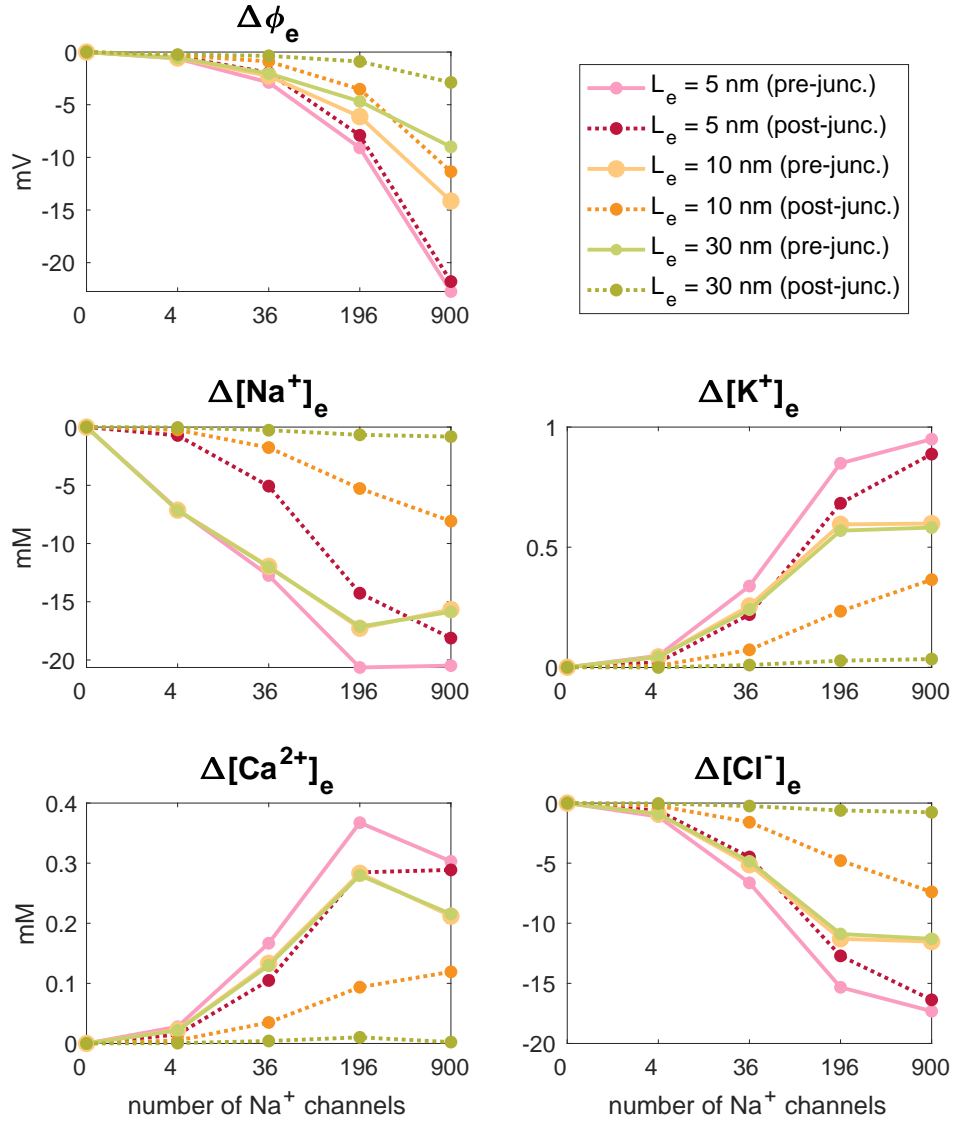 Δϕe
0
-5
-10
-15
-20
mV
0 4 36 196 900
Le = 5 nm (pre-junc.)
Le = 5 nm (post-junc.)
Le = 10 nm (pre-junc.)
Le = 10 nm (post-junc.)
Le = 30 nm (pre-junc.)
Le = 30 nm (post-junc.)
Δ[Na+]e
0
-5
-10
-15
-20
mM
0 4 36 196 900
Δ[K+]e
1
0.5
0
0 4 36 196 900
Δ[Ca2+]e
0.4
0.3
0.2
0.1
0
mM
0 4 36 196 900
number of Na+ channels
Δ[Cl-]e
0
-5
-10
-15
-20
0 4 36 196 900
number of Na+ channels